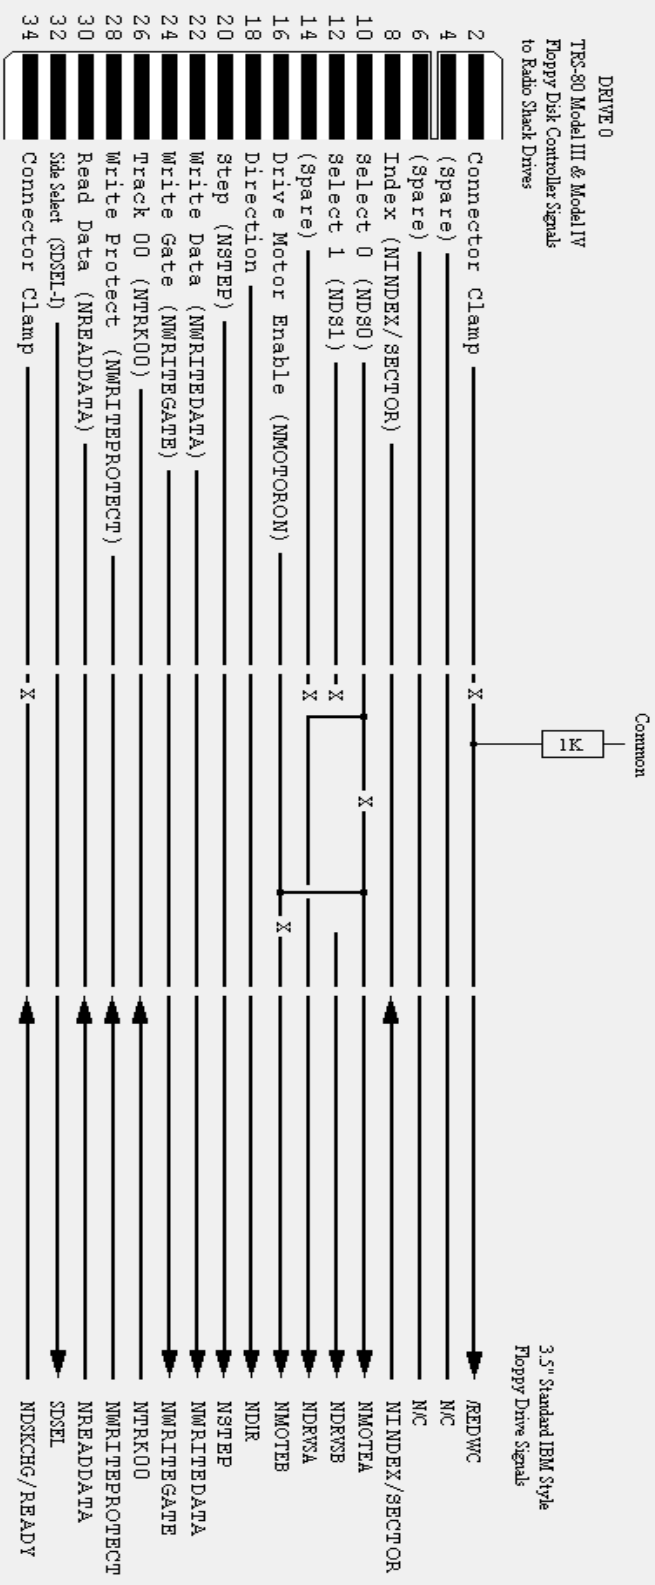 DRIVE 0
TRS-80 Model III & Model IV
Floppy Disk Controller Signals
to Radio Shack Drives
Common
1K
3.5" Standard IBM Style
Floppy Drive Signals
2 Connector Clamp X /REDWC
4 (Spare) N/C
6 (Spare) N/C
8 Index (NINDEX/SECTOR) NINDEX/SECTOR
10 Select 0 (NDS0) X NMOTEA
12 Select 1 (NDS1) X NDRVSB
14 (Spare) X NDRVSA
16 Drive Motor Enable (NMOTORON) X NMOTEB
18 Direction NDIR
20 Step (NSTEP) NSTEP
22 Write Data (NWRITEDATA) NWRITEDATA
24 Write Gate (NWRITEGATE) NWRITEGATE
26 Track 00 (NTRK00) NTRK00
28 Write Protect (NWRITEPROTECT) NWRITEPROTECT
30 Read Data (NREADDATA) NREADDATA
32 Side Select (SDSEL-1) SDSEL
34 Connector Clamp X NDSKCHG/READY